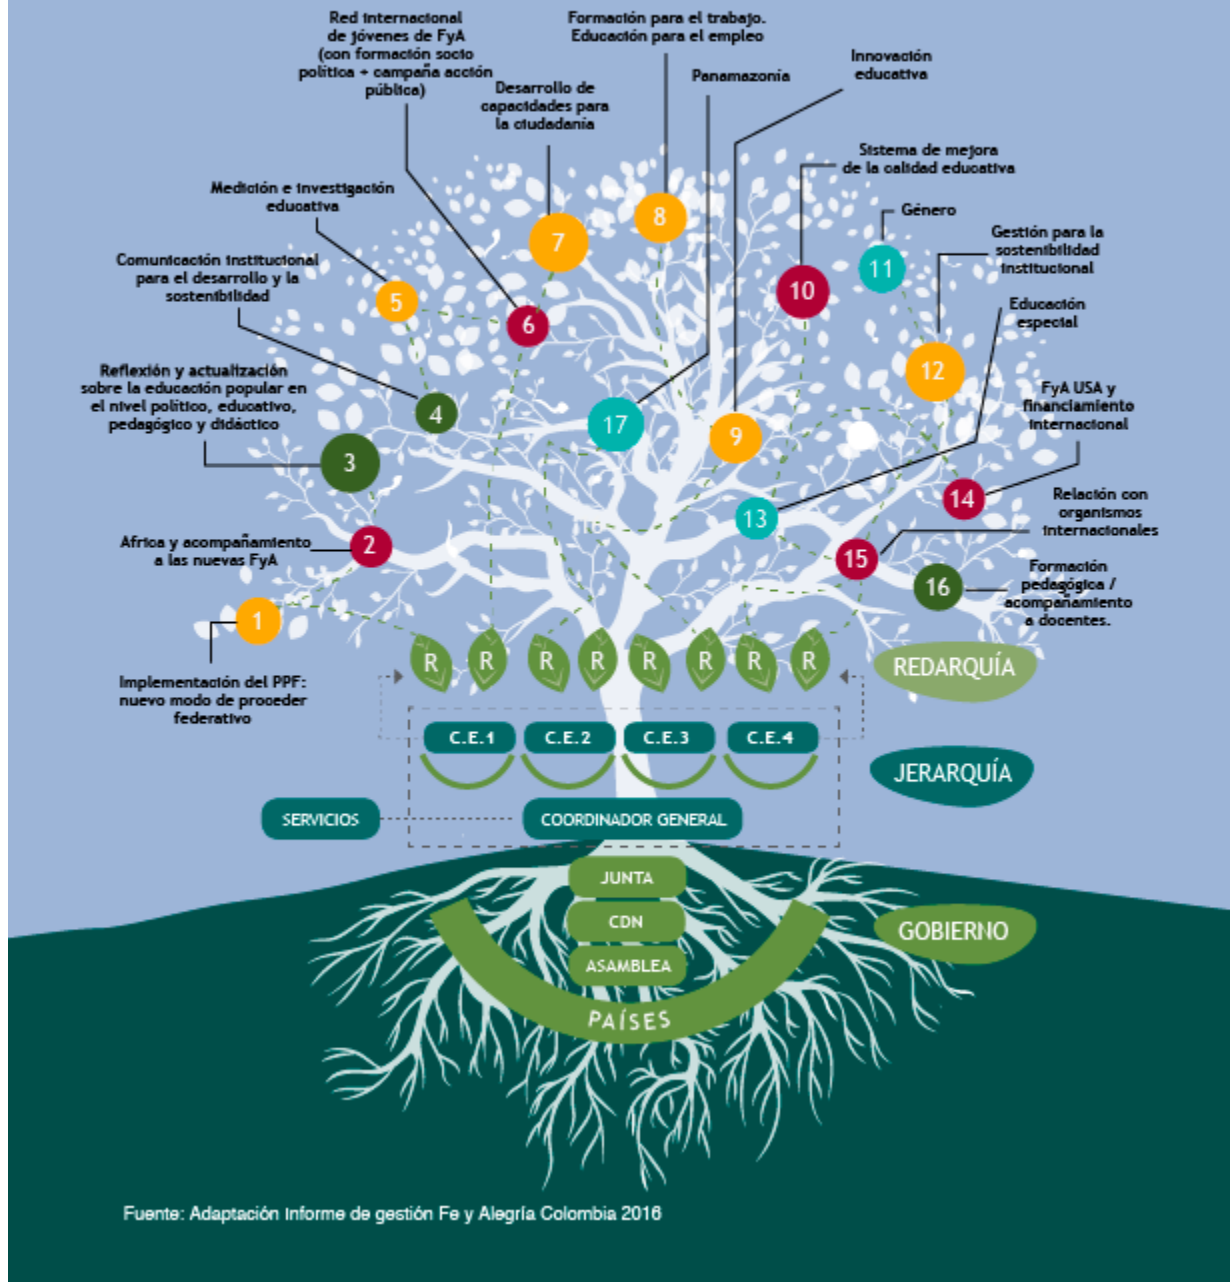 Red internacional
de jóvenes de FyA
(con formación socio
política + campaña acción
pública)
Formación para el trabajo.
Educación para el empleo
Innovación
educativa
Panamazonía
Desarrollo de
capacidades para
la ciudadanía
Sistema de mejora
de la calidad educativa
Medición e investigación
educativa
Género
Gestión para la
sostenibilidad
institucional
Comunicación institucional
para el desarrollo y la
sostenibilidad
Educación
especial
Reflexión y actualización
sobre la educación popular en
el nivel político, educativo,
pedagógico y didáctico
FyA USA y
financiamiento
internacional
Relación con
organismos
internacionales
Africa y acompañamiento
a las nuevas FyA
Formación
pedagógica /
acompañamiento
a docentes.
Implementación del PPF:
nuevo modo de proceder
federativo
8
7
11
10
5
6
12
4
17
9
3
14
13
2
15
16
1
R
R
R
R
R
R
R
R
REDARQUÍA
C.E.1
C.E.2
C.E.3
C.E.4
JERARQUÍA
SERVICIOS
COORDINADOR GENERAL
JUNTA
CDN
ASAMBLEA
GOBIERNO
PAÍSES
Fuente: Adaptación informe de gestión Fe y Alegría Colombia 2016